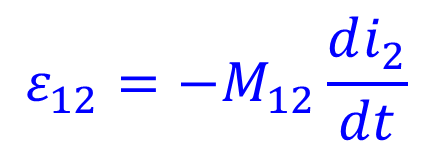 ε₁₂ = −M₁₂ di₂/dt